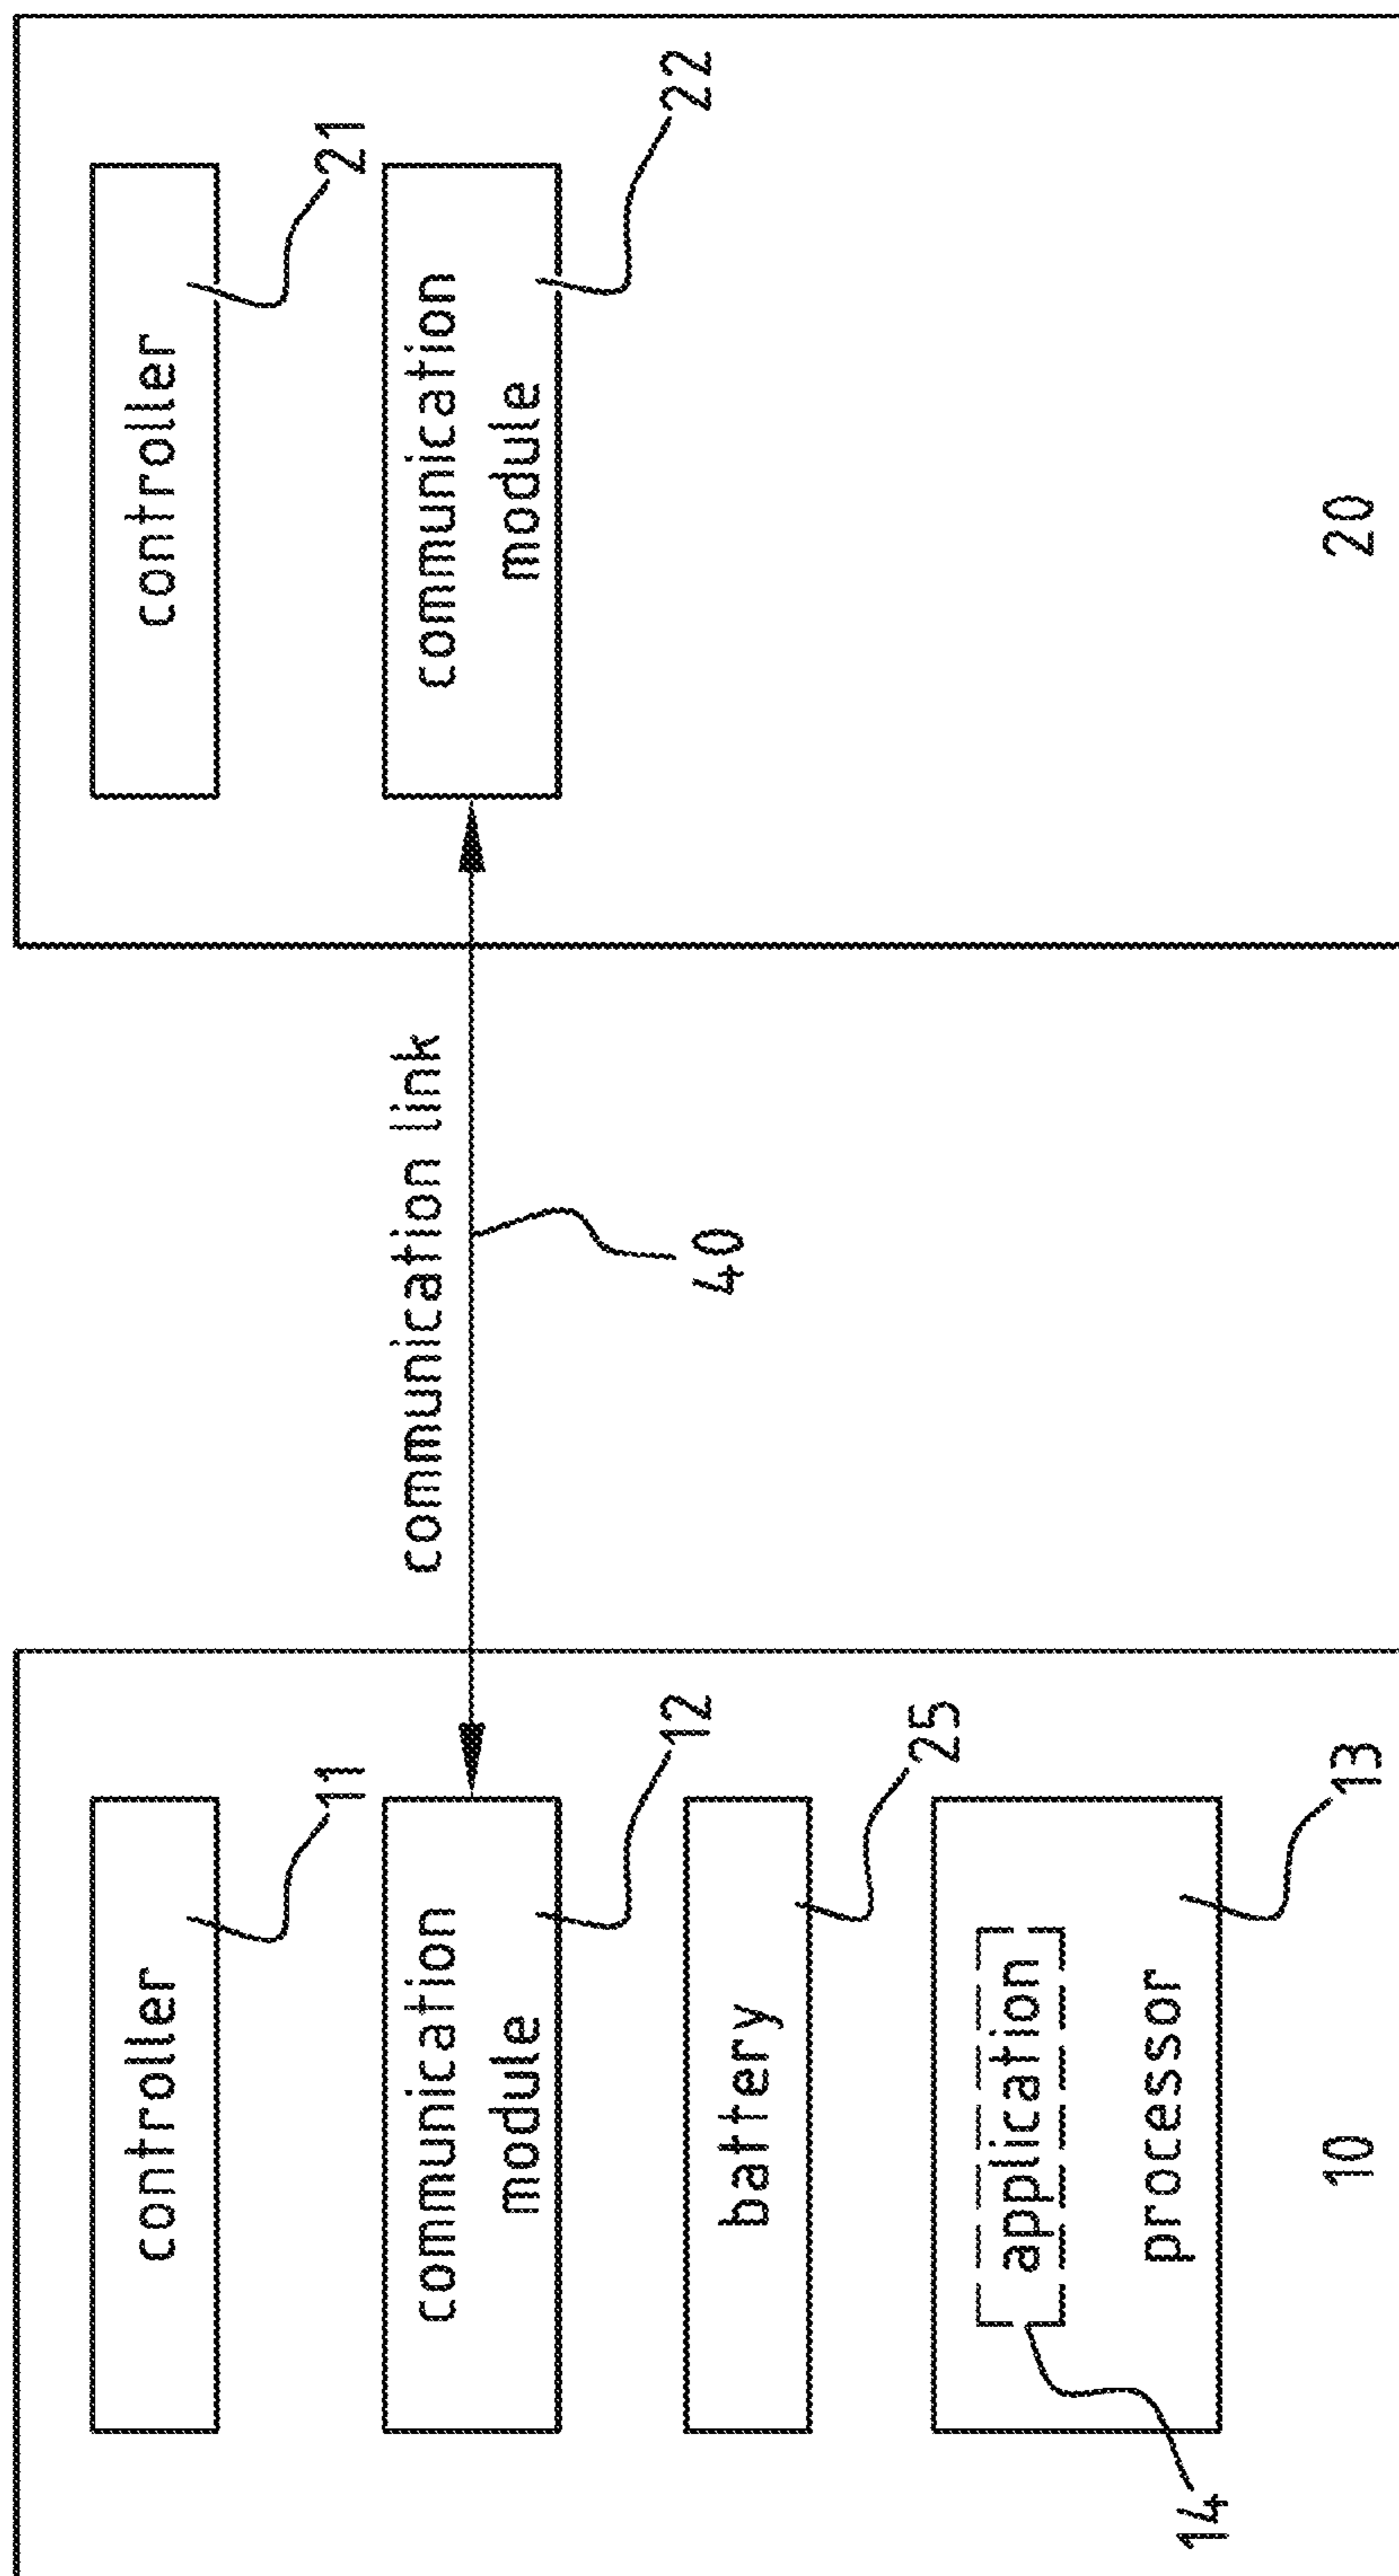 controller
11
communication
module
12
battery
25
application
processor
13
14
10
communication link
40
controller
21
communication
module
22
20